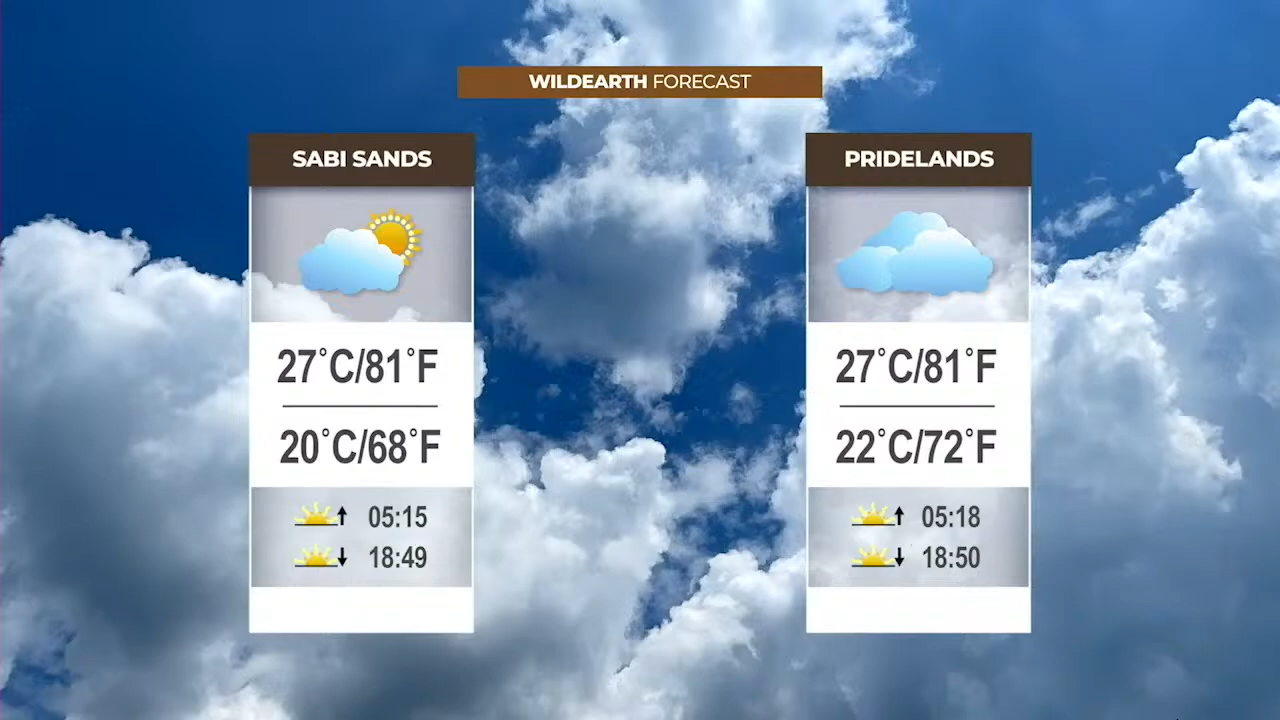 WILDEARTH FORECAST
SABI SANDS
27°C/81°F
20°C/68°F
05:15
18:49
PRIDELANDS
27°C/81°F
22°C/72°F
05:18
18:50